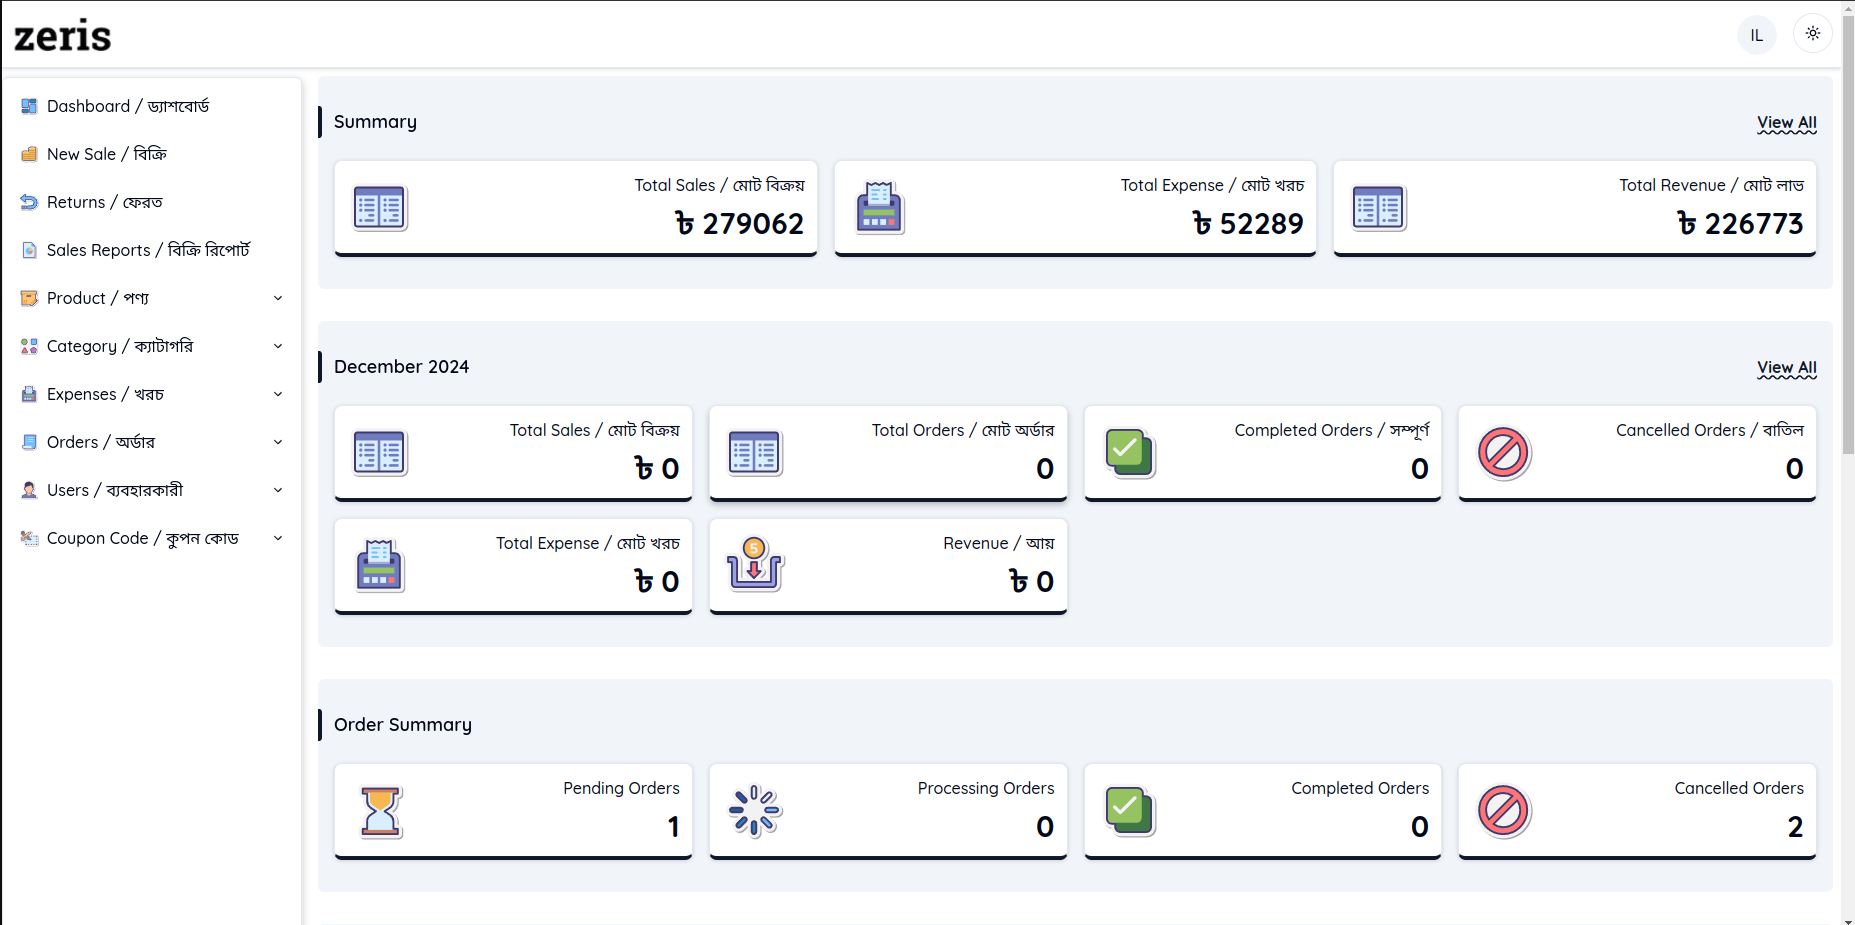 zeris
IL
Dashboard / ড্যাশবোর্ড
New Sale / বিক্রি
Returns / ফেরত
Sales Reports / বিক্রি রিপোর্ট
Product / পণ্য
Category / ক্যাটাগরি
Expenses / খরচ
Orders / অর্ডার
Users / ব্যবহারকারী
Coupon Code / কুপন কোড
Summary
View All
Total Sales / মোট বিক্রয়
৳ 279062
Total Expense / মোট খরচ
৳ 52289
Total Revenue / মোট লাভ
৳ 226773
December 2024
View All
Total Sales / মোট বিক্রয়
৳ 0
Total Orders / মোট অর্ডার
0
Completed Orders / সম্পূর্ণ
0
Cancelled Orders / বাতিল
0
Total Expense / মোট খরচ
৳ 0
Revenue / আয়
৳ 0
Order Summary
Pending Orders
1
Processing Orders
0
Completed Orders
0
Cancelled Orders
2